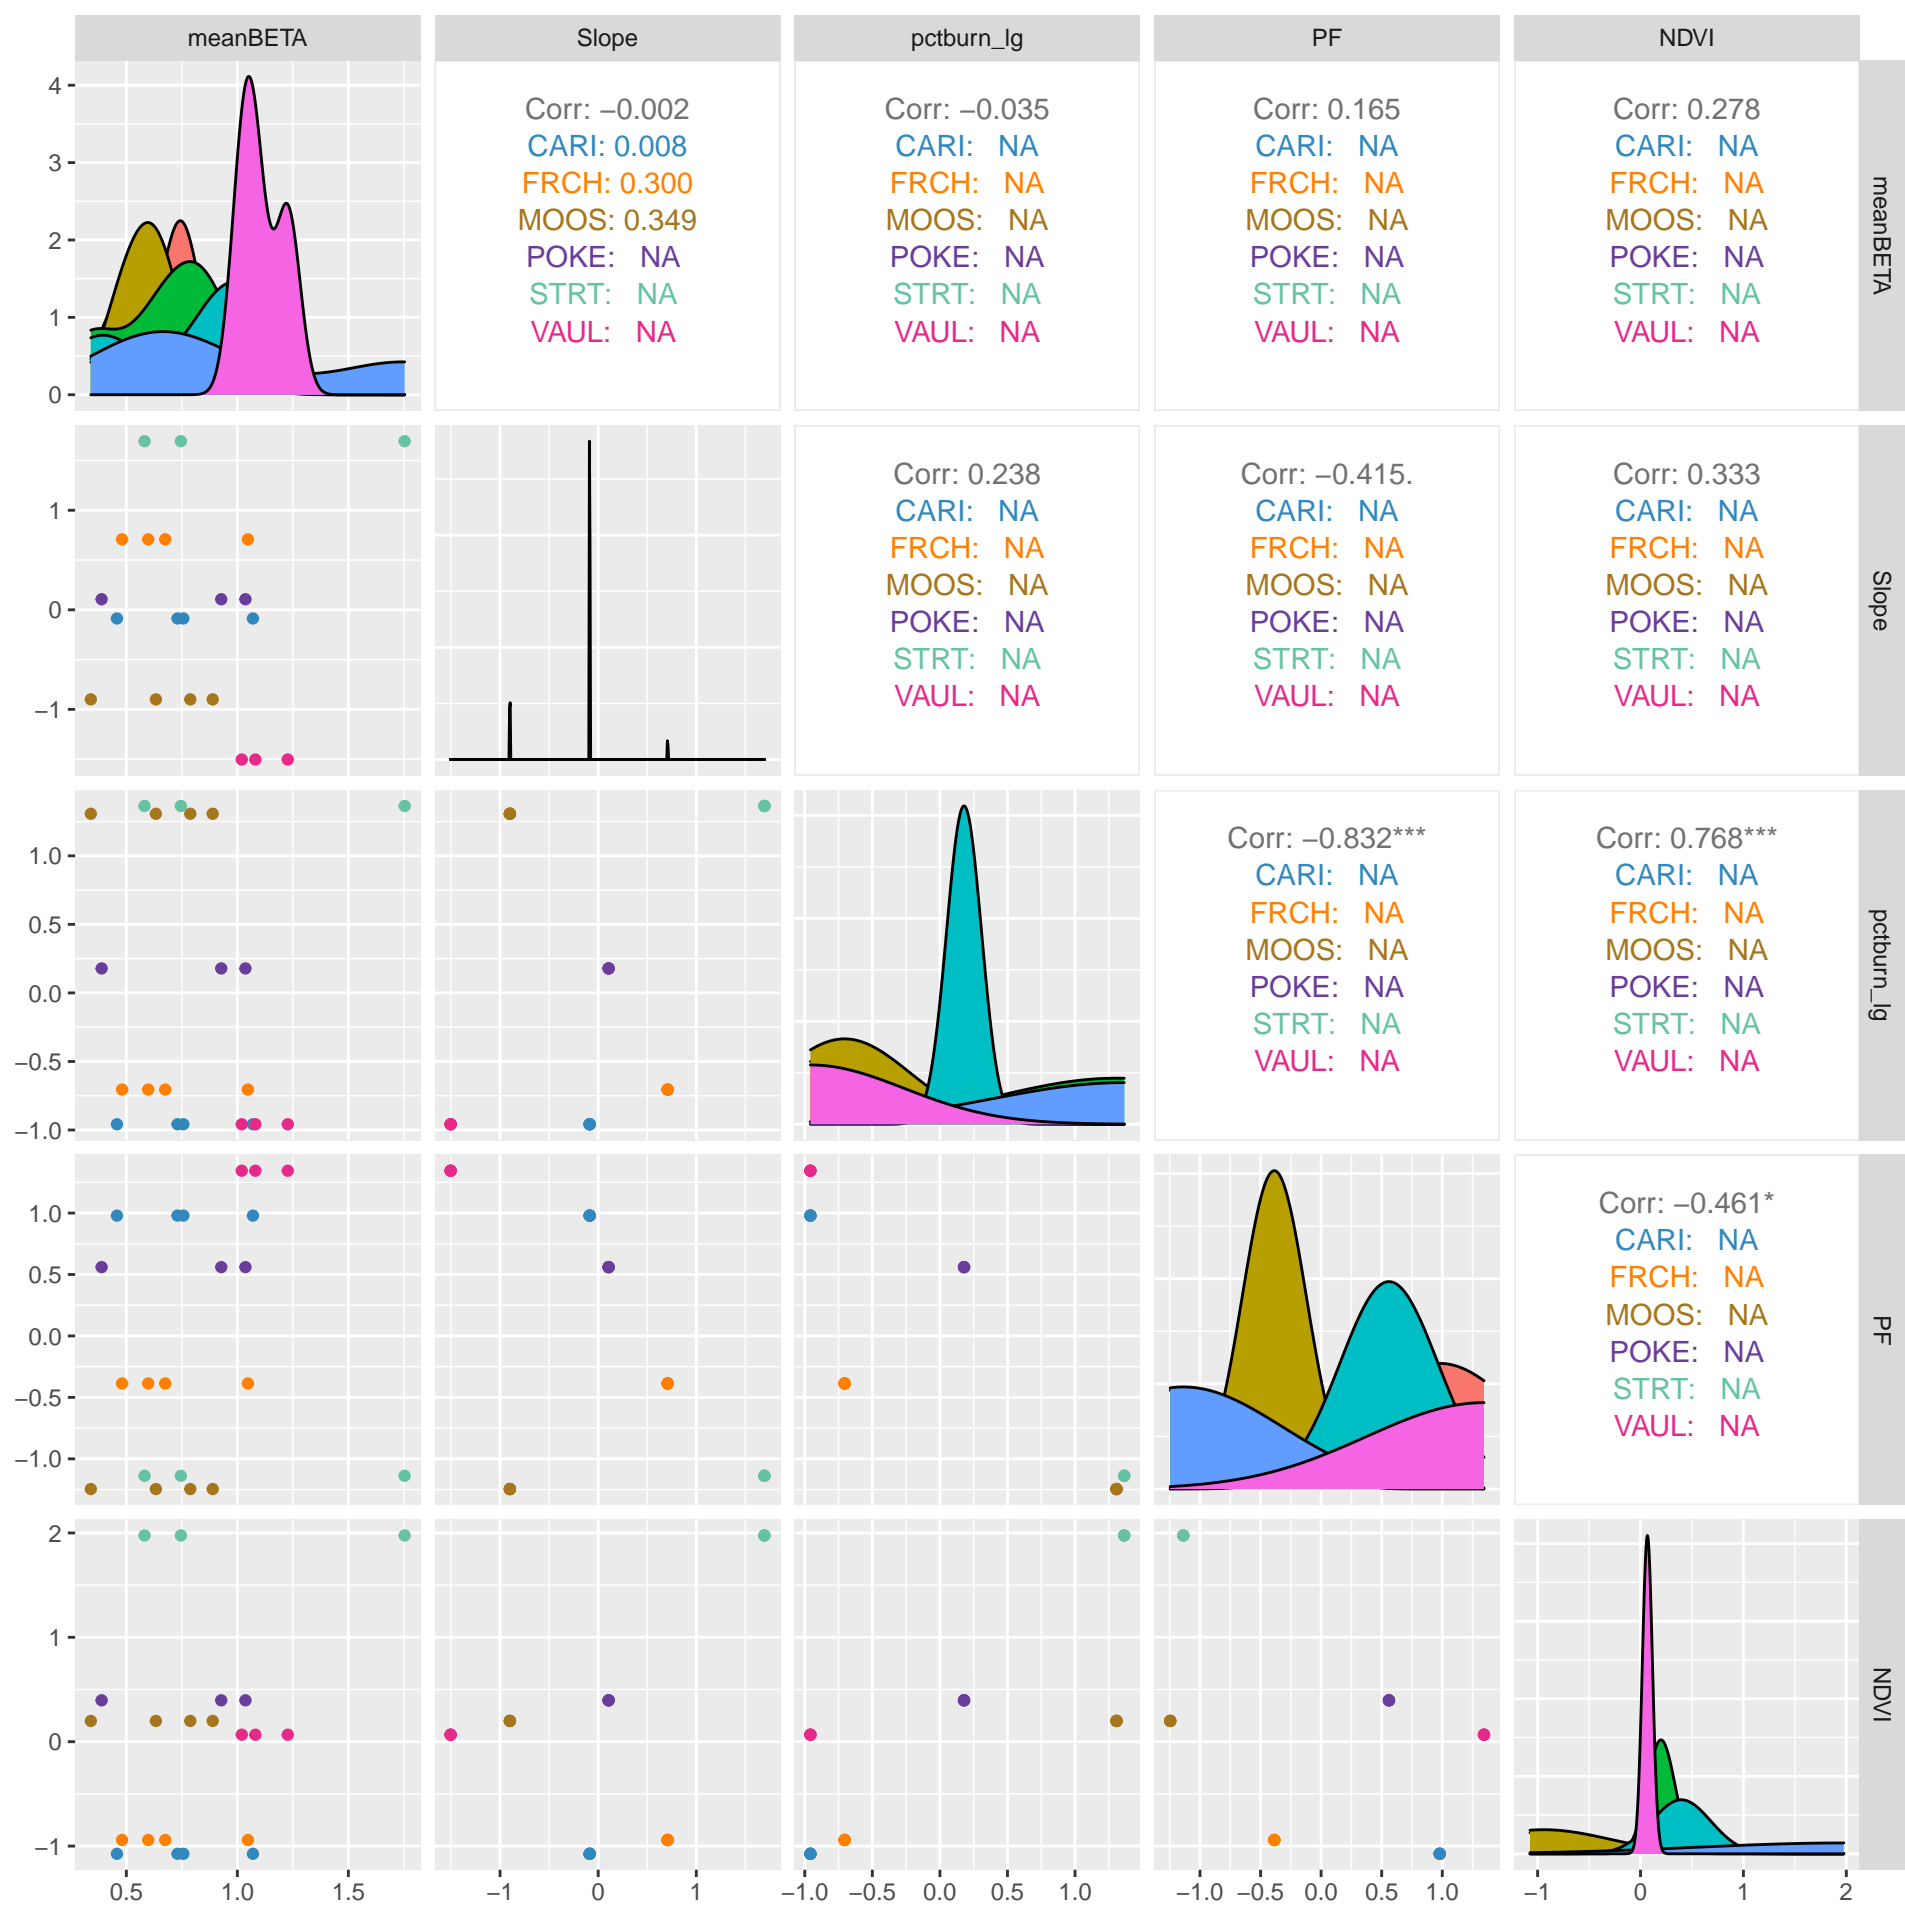 meanBETA Slope pctburn_lg PF NDVI
4
3
2
1
0
Corr: −0.002
CARI: 0.008
FRCH: 0.300
MOOS: 0.349
POKE: NA
STRT: NA
VAUL: NA
Corr: −0.035
CARI: NA
FRCH: NA
MOOS: NA
POKE: NA
STRT: NA
VAUL: NA
Corr: 0.165
CARI: NA
FRCH: NA
MOOS: NA
POKE: NA
STRT: NA
VAUL: NA
Corr: 0.278
CARI: NA
FRCH: NA
MOOS: NA
POKE: NA
STRT: NA
VAUL: NA
meanBETA
1
0
−1
Corr: 0.238
CARI: NA
FRCH: NA
MOOS: NA
POKE: NA
STRT: NA
VAUL: NA
Corr: −0.415.
CARI: NA
FRCH: NA
MOOS: NA
POKE: NA
STRT: NA
VAUL: NA
Corr: 0.333
CARI: NA
FRCH: NA
MOOS: NA
POKE: NA
STRT: NA
VAUL: NA
Slope
1.0
0.5
0.0
−0.5
−1.0
Corr: −0.832***
CARI: NA
FRCH: NA
MOOS: NA
POKE: NA
STRT: NA
VAUL: NA
Corr: 0.768***
CARI: NA
FRCH: NA
MOOS: NA
POKE: NA
STRT: NA
VAUL: NA
pctburn_lg
1.0
0.5
0.0
−0.5
−1.0
Corr: −0.461*
CARI: NA
FRCH: NA
MOOS: NA
POKE: NA
STRT: NA
VAUL: NA
PF
2
1
0
−1
NDVI
0.5 1.0 1.5 −1 0 1 −1.0 −0.5 0.0 0.5 1.0 −1.0 −0.5 0.0 0.5 1.0 −1 0 1 2